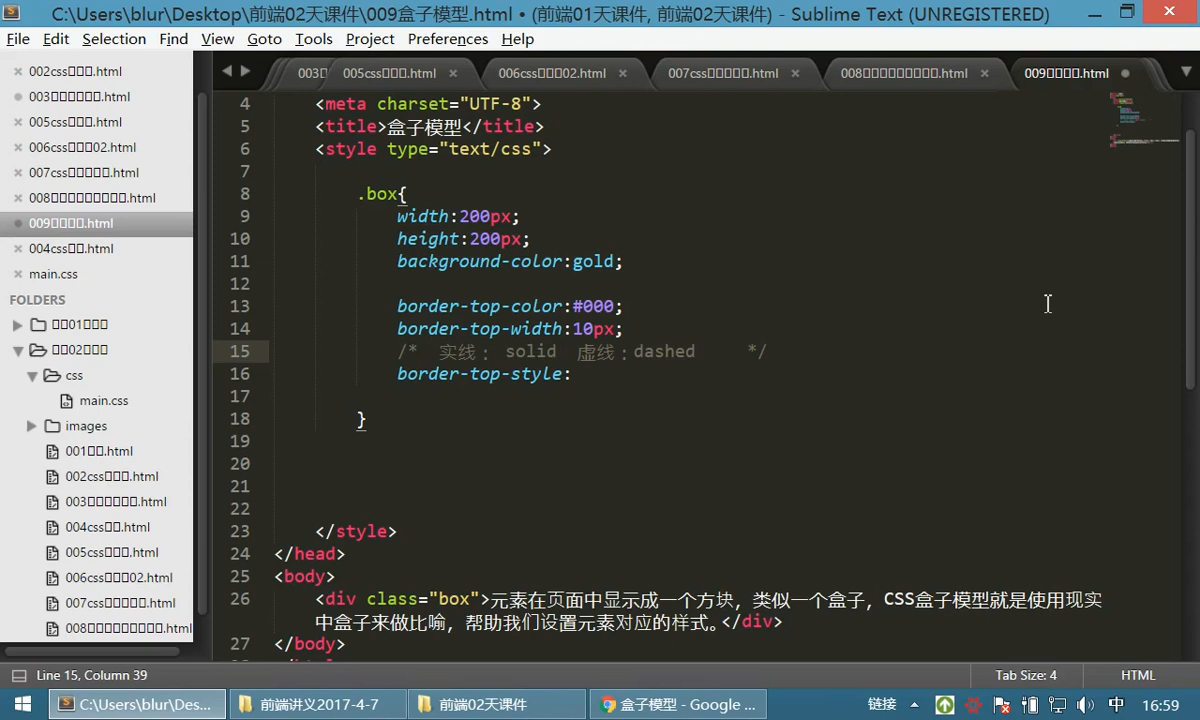 C:\Users\blur\Desktop\前端02天课件\009盒子模型.html • (前端01天课件, 前端02天课件) - Sublime Text (UNREGISTERED)
File Edit Selection Find View Goto Tools Project Preferences Help
002css.html
003.html
005css.html
006css02.html
007css.html
008.html
009.html
004css.html
main.css
FOLDERS
01
02
css
main.css
images
001.html
002css.html
003.html
004css.html
005css.html
006css02.html
007css.html
008.html
003 005css.html 006css02.html 007css.html 008.html 009.html
4 <meta charset="UTF-8">
5 <title>盒子模型</title>
6 <style type="text/css">
7
8 .box{
9 width:200px;
10 height:200px;
11 background-color:gold;
12
13 border-top-color:#000;
14 border-top-width:10px;
15 /* 实线: solid 虚线:dashed */
16 border-top-style:
17
18 }
19
20
21
22
23 </style>
24 </head>
25 <body>
26 <div class="box">元素在页面中显示成一个方块，类似一个盒子，CSS盒子模型就是使用现实
中盒子来做比喻，帮助我们设置元素对应的样式。</div>
27 </body>
Line 15, Column 39 Tab Size: 4 HTML
C:\Users\blur\Des... 前端讲义2017-4-7 前端02天课件 盒子模型 - Google ... 链接 中 16:59